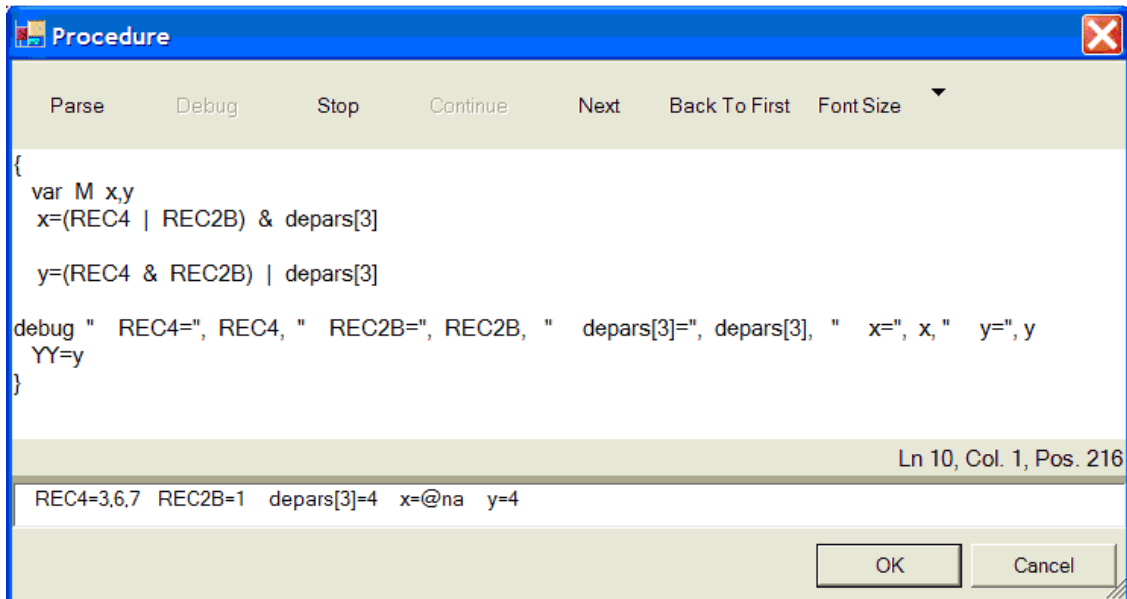 Procedure
Parse Debug Stop Continue Next Back To First Font Size
{
var M x,y
x=(REC4 | REC2B) & depars[3]
y=(REC4 & REC2B) | depars[3]
debug " REC4=", REC4, " REC2B=", REC2B, " depars[3]=", depars[3], " x=", x, " y=", y
YY=y
}
Ln 10, Col. 1, Pos. 216
REC4=3,6,7 REC2B=1 depars[3]=4 x=@na y=4
OK Cancel